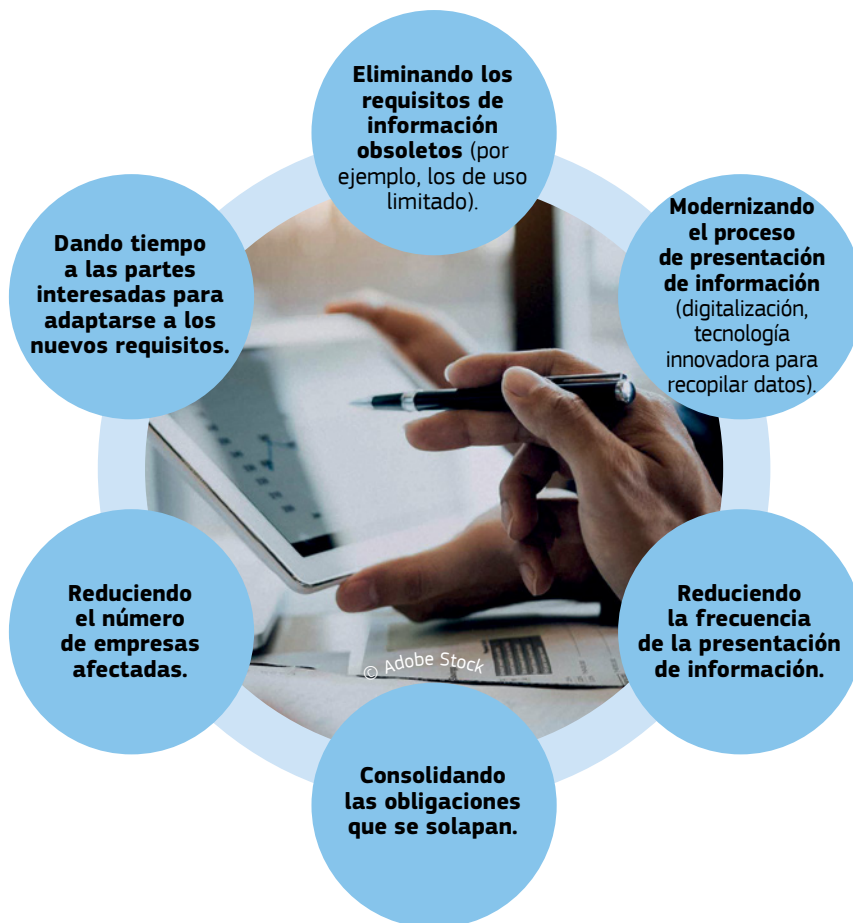 Eliminando los
requisitos de
información
obsoletos (por
ejemplo, los de uso
limitado).
Modernizando
el proceso
de presentación
de información
(digitalización,
tecnología
innovadora para
recopilar datos).
Reduciendo
la frecuencia
de la presentación
de información.
Consolidando
las obligaciones
que se solapan.
Reduciendo
el número
de empresas
afectadas.
Dando tiempo
a las partes
interesadas para
adaptarse a los
nuevos requisitos.
© Adobe Stock